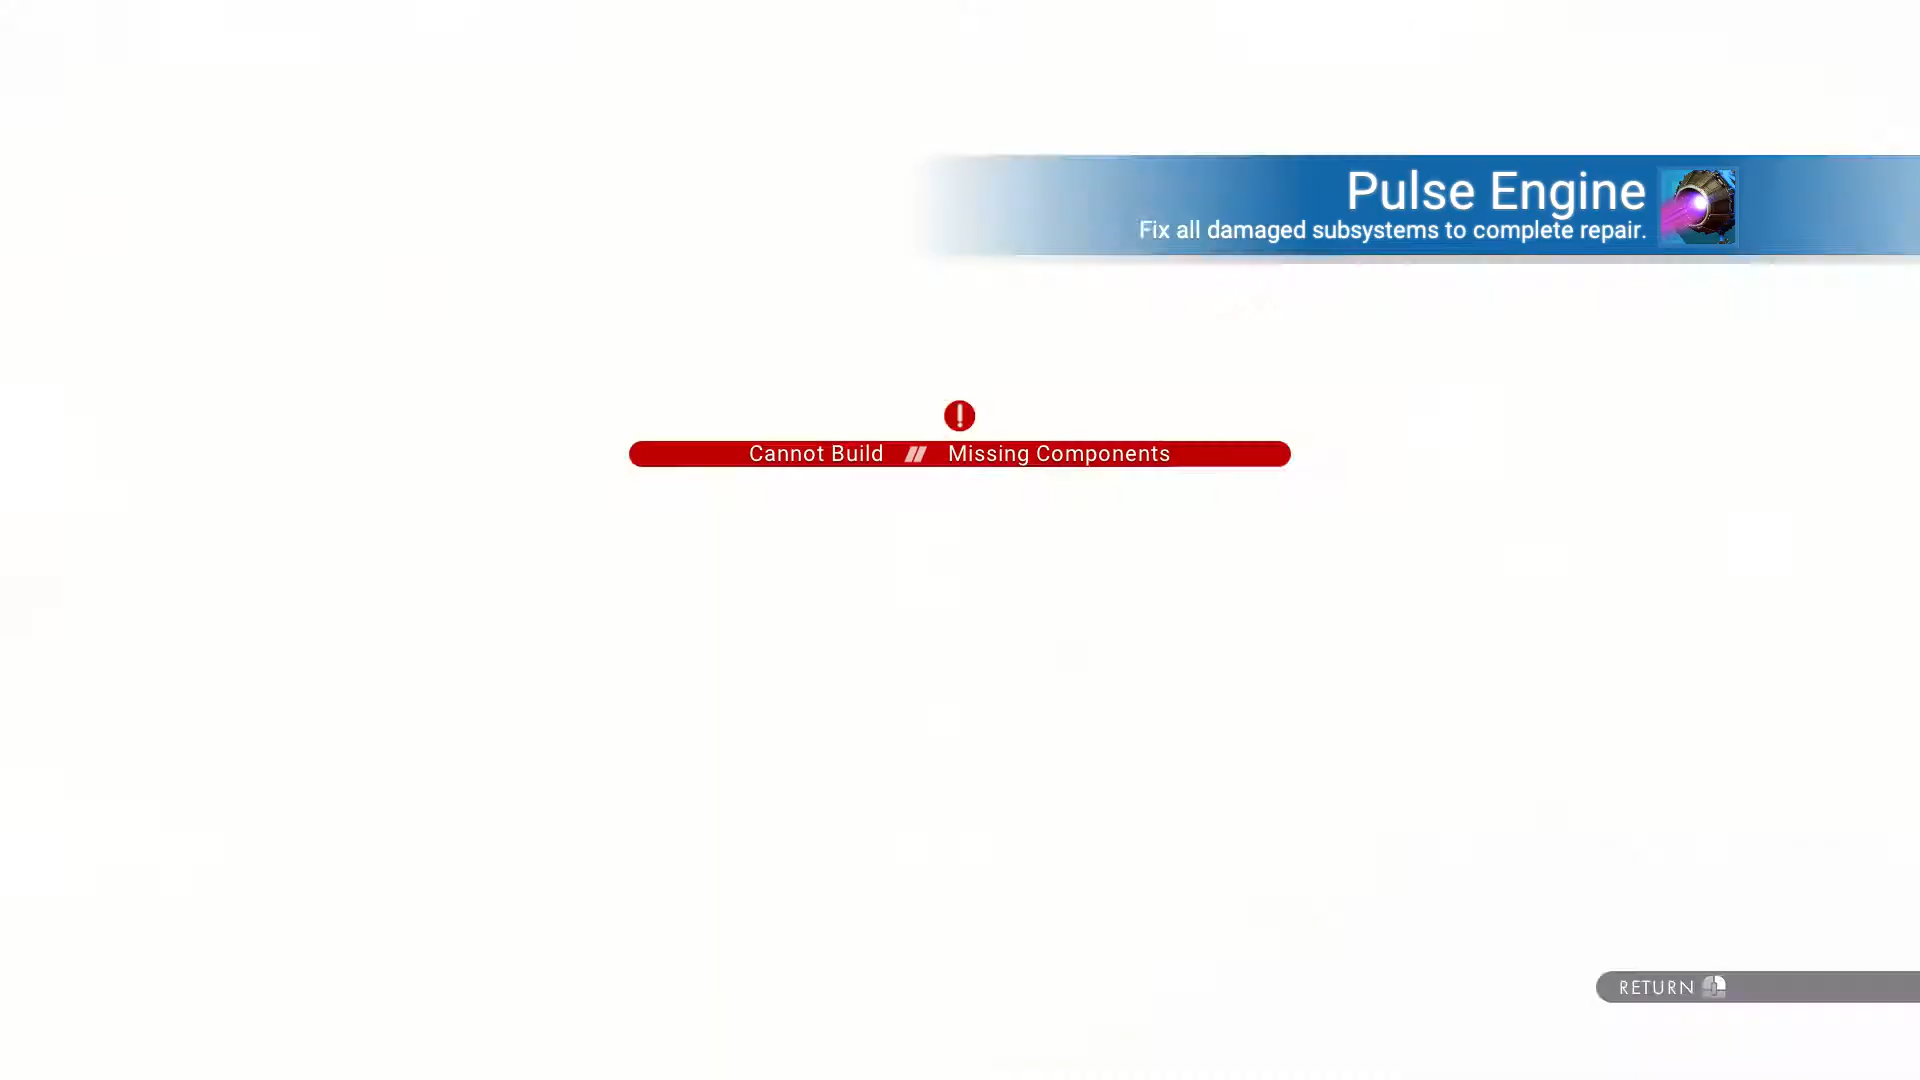 Pulse Engine
Fix all damaged subsystems to complete repair.
Cannot Build // Missing Components
RETURN